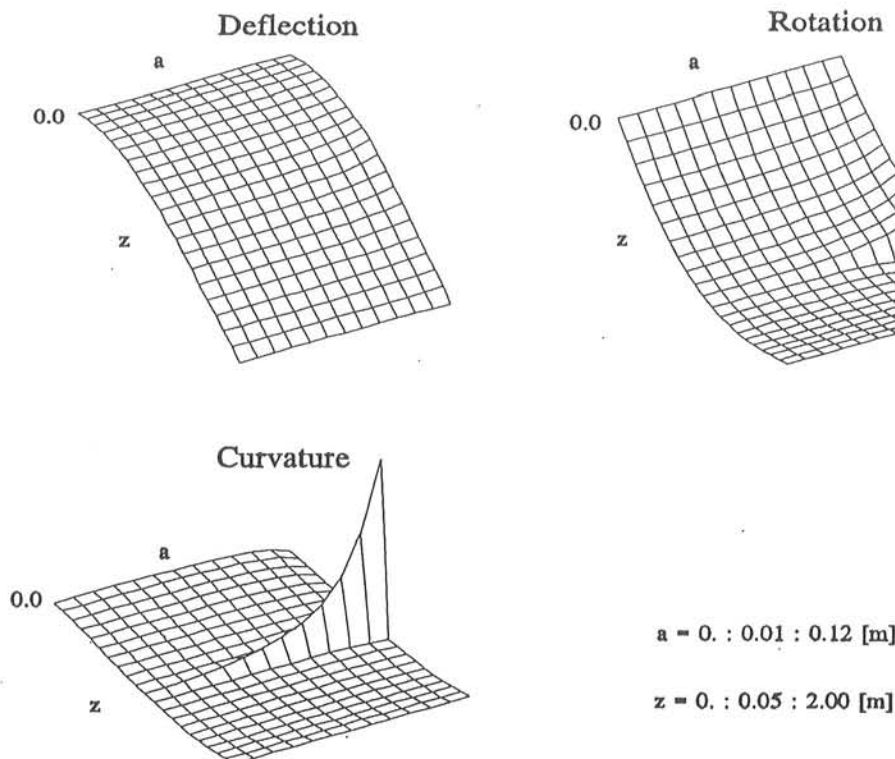 Deflection
a
0.0
z
Rotation
a
0.0
z
Curvature
a
0.0
z
a = 0. : 0.01 : 0.12 [m]
z = 0. : 0.05 : 2.00 [m]